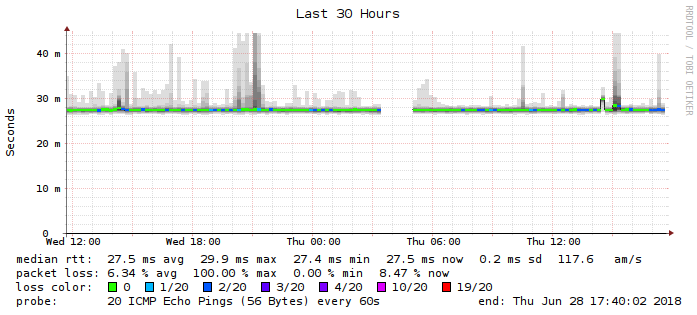 Last 30 Hours
RRDTOOL / TOBI OETIKER
Seconds
40 m
30 m
20 m
10 m
0
Wed 12:00 Wed 18:00 Thu 00:00 Thu 06:00 Thu 12:00
median rtt: 27.5 ms avg 29.9 ms max 27.4 ms min 27.5 ms now 0.2 ms sd 117.6 am/s
packet loss: 6.34 % avg 100.00 % max 0.00 % min 8.47 % now
loss color: 0 1/20 2/20 3/20 4/20 10/20 19/20
probe: 20 ICMP Echo Pings (56 Bytes) every 60s end: Thu Jun 28 17:40:02 2018